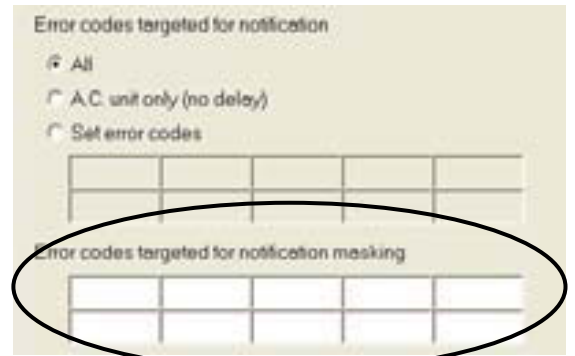 Error codes targeted for notification
All
A.C. unit only (no delay)
Set error codes
Error codes targeted for notification masking